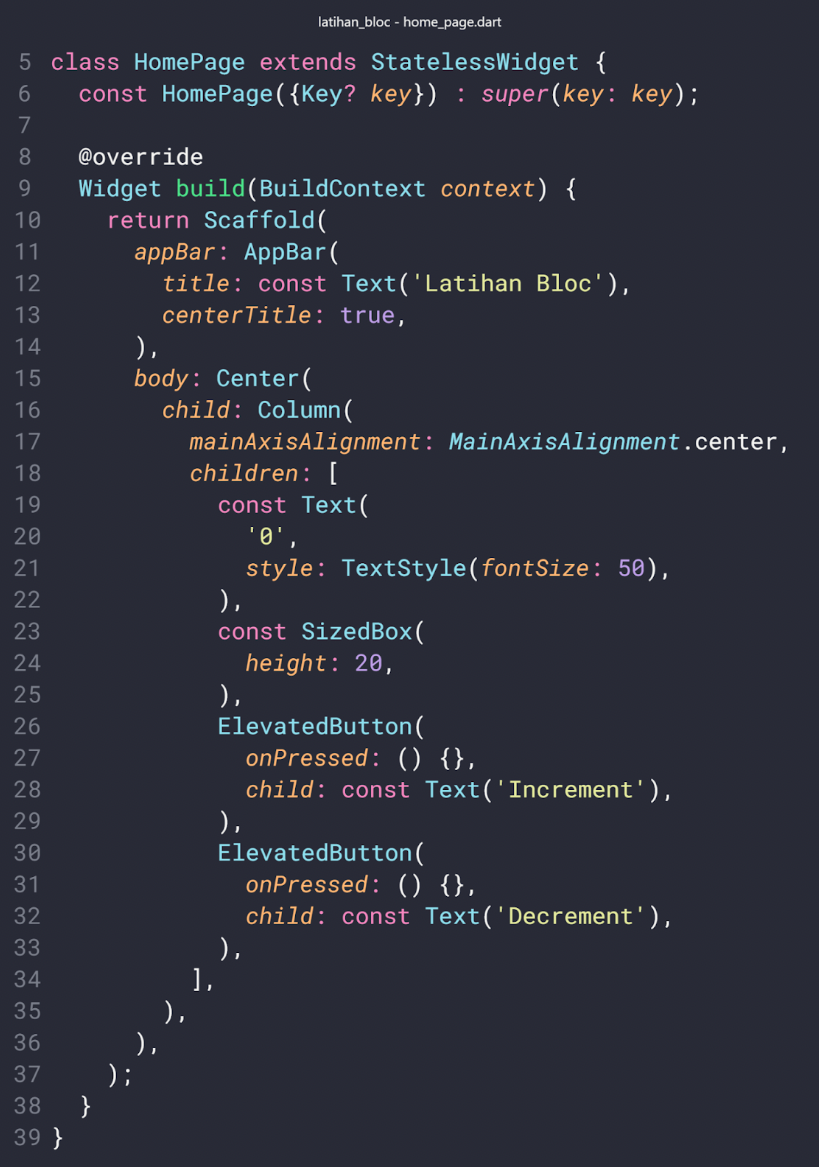 latihan_bloc - home_page.dart
5 class HomePage extends StatelessWidget {
6   const HomePage({Key? key}) : super(key: key);
7
8   @override
9   Widget build(BuildContext context) {
10     return Scaffold(
11       appBar: AppBar(
12         title: const Text('Latihan Bloc'),
13         centerTitle: true,
14       ),
15       body: Center(
16         child: Column(
17           mainAxisAlignment: MainAxisAlignment.center,
18           children: [
19             const Text(
20               '0',
21               style: TextStyle(fontSize: 50),
22             ),
23             const SizedBox(
24               height: 20,
25             ),
26             ElevatedButton(
27               onPressed: () {},
28               child: const Text('Increment'),
29             ),
30             ElevatedButton(
31               onPressed: () {},
32               child: const Text('Decrement'),
33             ),
34           ],
35         ),
36       ),
37     );
38   }
39 }